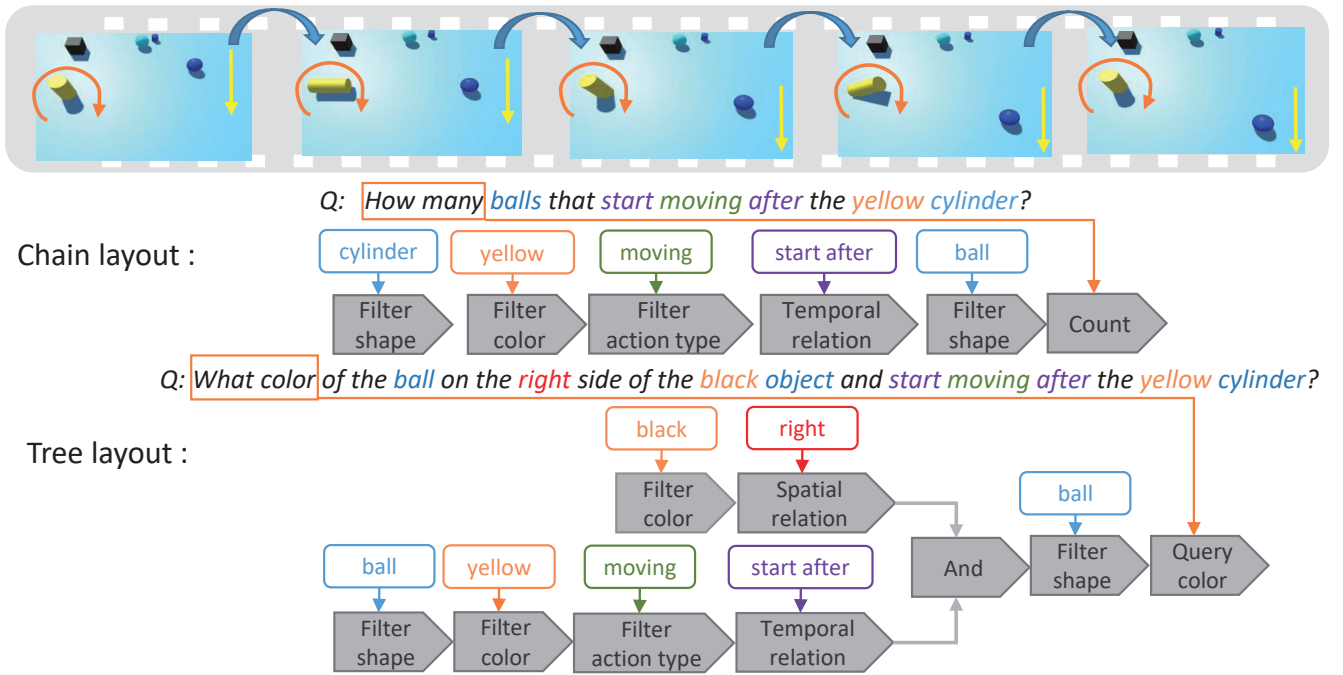 Q: How many balls that start moving after the yellow cylinder?
Chain layout :
cylinder
yellow
moving
start after
ball
Filter shape
Filter color
Filter action type
Temporal relation
Filter shape
Count
Q: What color of the ball on the right side of the black object and start moving after the yellow cylinder?
Tree layout :
black
right
Filter color
Spatial relation
ball
And
Filter shape
Query color
ball
yellow
moving
start after
Filter shape
Filter color
Filter action type
Temporal relation